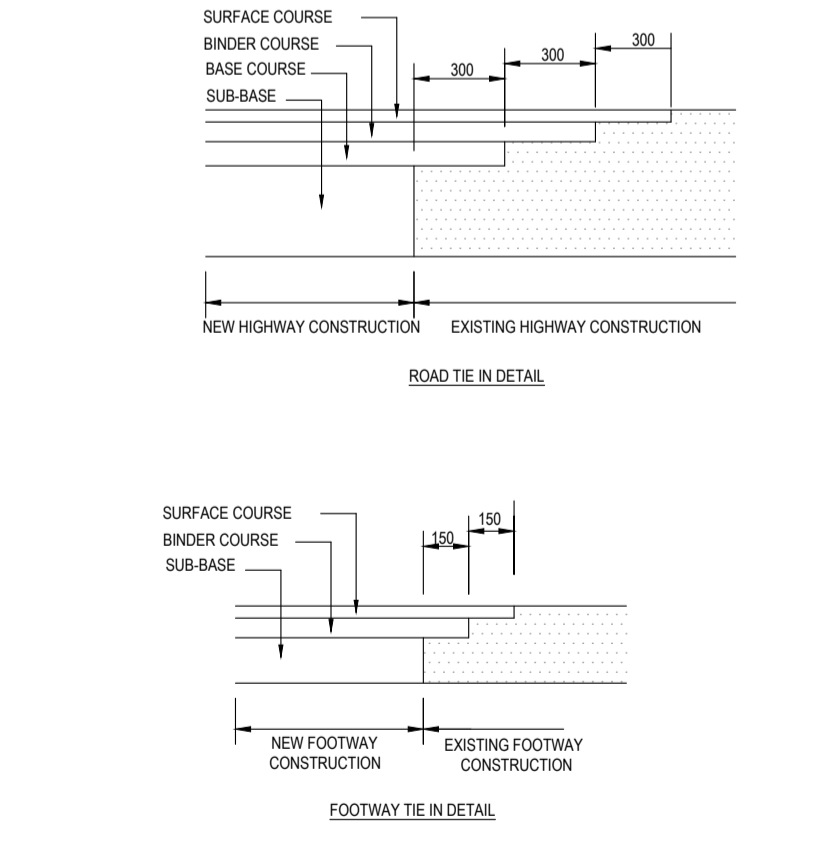 SURFACE COURSE
BINDER COURSE
BASE COURSE
SUB-BASE
300
300
300
NEW HIGHWAY CONSTRUCTION
EXISTING HIGHWAY CONSTRUCTION
ROAD TIE IN DETAIL
SURFACE COURSE
BINDER COURSE
SUB-BASE
150
150
NEW FOOTWAY
CONSTRUCTION
EXISTING FOOTWAY
CONSTRUCTION
FOOTWAY TIE IN DETAIL